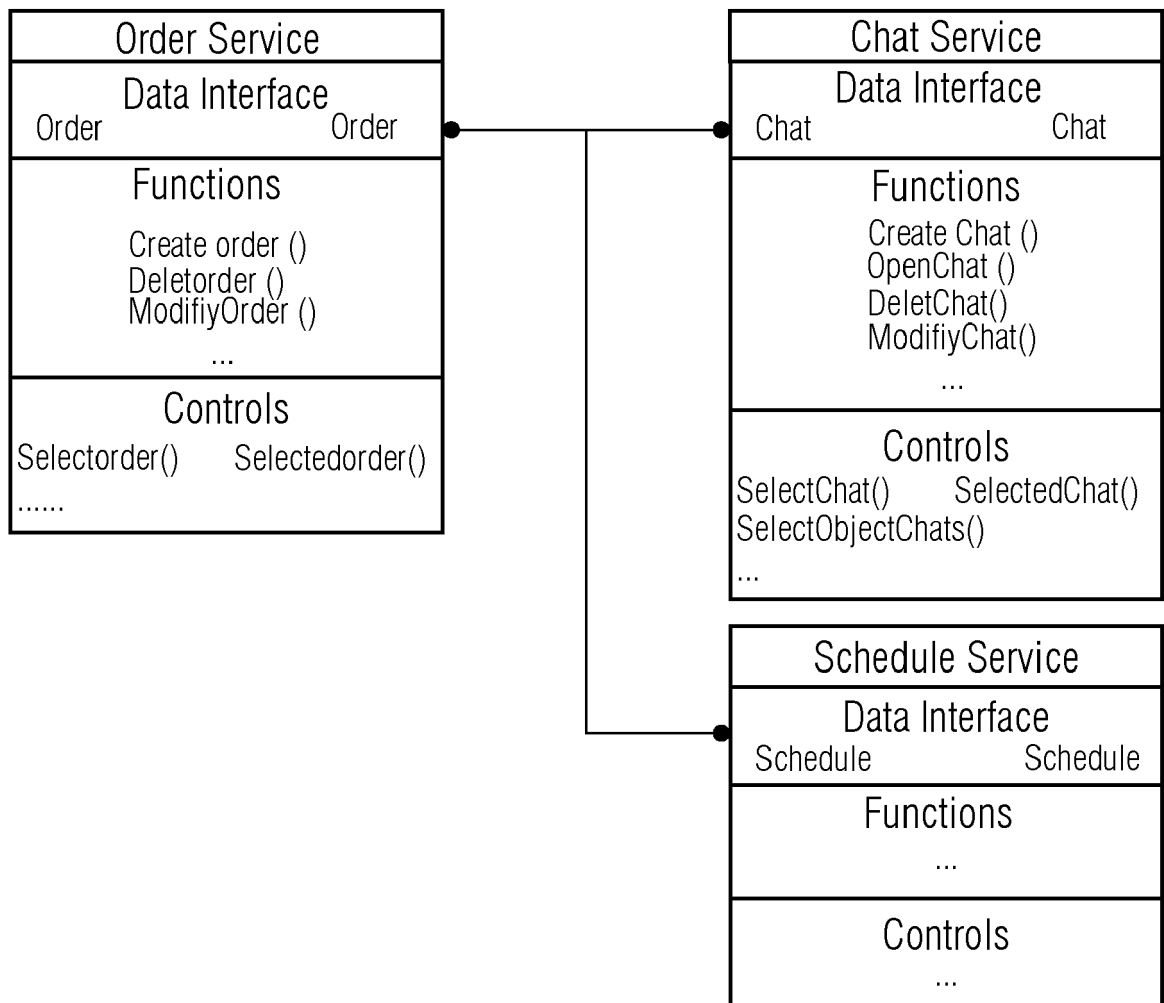 Order Service
Data Interface
Order Order
Functions
Create order ()
Deletorder ()
ModifiyOrder ()
...
Controls
Selectorder() Selectedorder()
......
Chat Service
Data Interface
Chat Chat
Functions
Create Chat ()
OpenChat ()
DeletChat()
ModifiyChat()
...
Controls
SelectChat() SelectedChat()
SelectObjectChats()
...
Schedule Service
Data Interface
Schedule Schedule
Functions
...
Controls
...